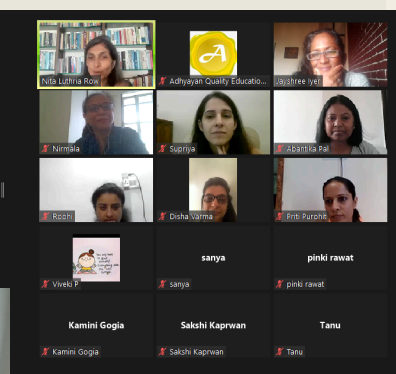 Nita Luthria Row
A
Adhyayan Quality Educatio...
Jayshree Iyer
Nirmala
Supriya
Abantika Pal
Roohi
Disha Varma
Priti Purohit
Viveki P
sanya
sanya
pinki rawat
pinki rawat
Kamini Gogia
Kamini Gogia
Sakshi Kaprwan
Sakshi Kaprwan
Tanu
Tanu